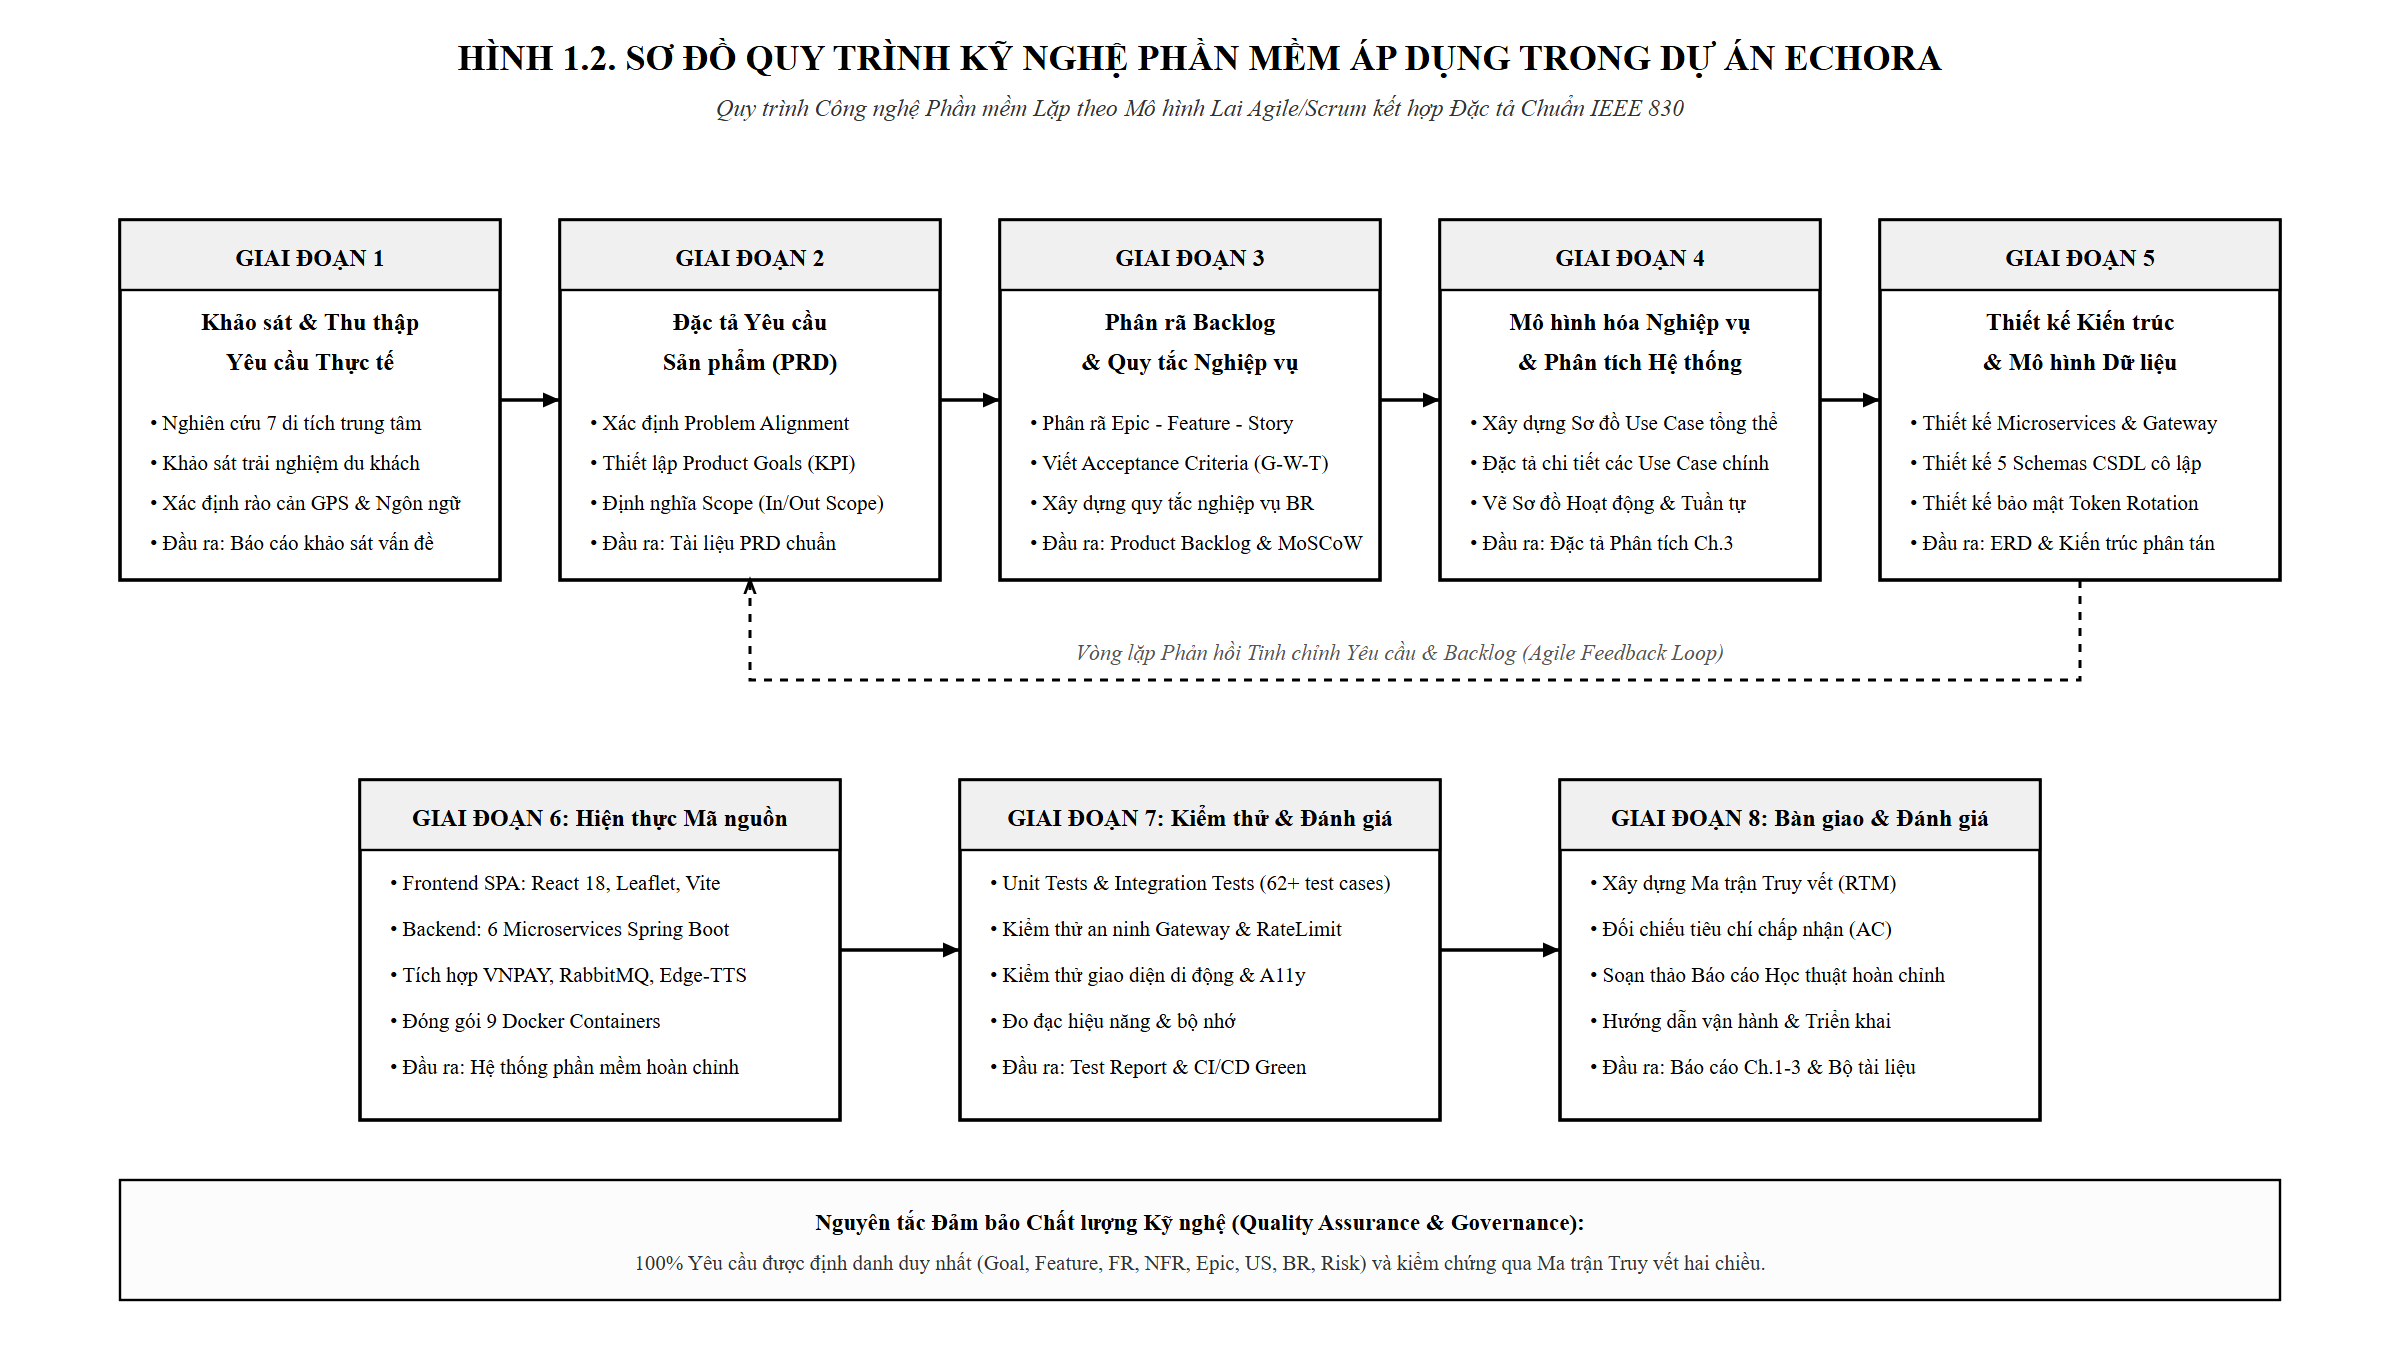 HÌNH 1.2. SƠ ĐỒ QUY TRÌNH KỸ NGHỆ PHẦN MỀM ÁP DỤNG TRONG DỰ ÁN ECHORA
Quy trình Công nghệ Phần mềm Lặp theo Mô hình Lai Agile/Scrum kết hợp Đặc tả Chuẩn IEEE 830
GIAI ĐOẠN 1
Khảo sát & Thu thập
Yêu cầu Thực tế
• Nghiên cứu 7 di tích trung tâm
• Khảo sát trải nghiệm du khách
• Xác định rào cản GPS & Ngôn ngữ
• Đầu ra: Báo cáo khảo sát vấn đề
GIAI ĐOẠN 2
Đặc tả Yêu cầu
Sản phẩm (PRD)
• Xác định Problem Alignment
• Thiết lập Product Goals (KPI)
• Định nghĩa Scope (In/Out Scope)
• Đầu ra: Tài liệu PRD chuẩn
GIAI ĐOẠN 3
Phân rã Backlog
& Quy tắc Nghiệp vụ
• Phân rã Epic - Feature - Story
• Viết Acceptance Criteria (G-W-T)
• Xây dựng quy tắc nghiệp vụ BR
• Đầu ra: Product Backlog & MoSCoW
GIAI ĐOẠN 4
Mô hình hóa Nghiệp vụ
& Phân tích Hệ thống
• Xây dựng Sơ đồ Use Case tổng thể
• Đặc tả chi tiết các Use Case chính
• Vẽ Sơ đồ Hoạt động & Tuần tự
• Đầu ra: Đặc tả Phân tích Ch.3
GIAI ĐOẠN 5
Thiết kế Kiến trúc
& Mô hình Dữ liệu
• Thiết kế Microservices & Gateway
• Thiết kế 5 Schemas CSDL cô lập
• Thiết kế bảo mật Token Rotation
• Đầu ra: ERD & Kiến trúc phân tán
Vòng lặp Phản hồi Tinh chỉnh Yêu cầu & Backlog (Agile Feedback Loop)
GIAI ĐOẠN 6: Hiện thực Mã nguồn
• Frontend SPA: React 18, Leaflet, Vite
• Backend: 6 Microservices Spring Boot
• Tích hợp VNPAY, RabbitMQ, Edge-TTS
• Đóng gói 9 Docker Containers
• Đầu ra: Hệ thống phần mềm hoàn chỉnh
GIAI ĐOẠN 7: Kiểm thử & Đánh giá
• Unit Tests & Integration Tests (62+ test cases)
• Kiểm thử an ninh Gateway & RateLimit
• Kiểm thử giao diện di động & A11y
• Đo đạc hiệu năng & bộ nhớ
• Đầu ra: Test Report & CI/CD Green
GIAI ĐOẠN 8: Bàn giao & Đánh giá
• Xây dựng Ma trận Truy vết (RTM)
• Đối chiếu tiêu chí chấp nhận (AC)
• Soạn thảo Báo cáo Học thuật hoàn chỉnh
• Hướng dẫn vận hành & Triển khai
• Đầu ra: Báo cáo Ch.1-3 & Bộ tài liệu
Nguyên tắc Đảm bảo Chất lượng Kỹ nghệ (Quality Assurance & Governance):
100% Yêu cầu được định danh duy nhất (Goal, Feature, FR, NFR, Epic, US, BR, Risk) và kiểm chứng qua Ma trận Truy vết hai chiều.